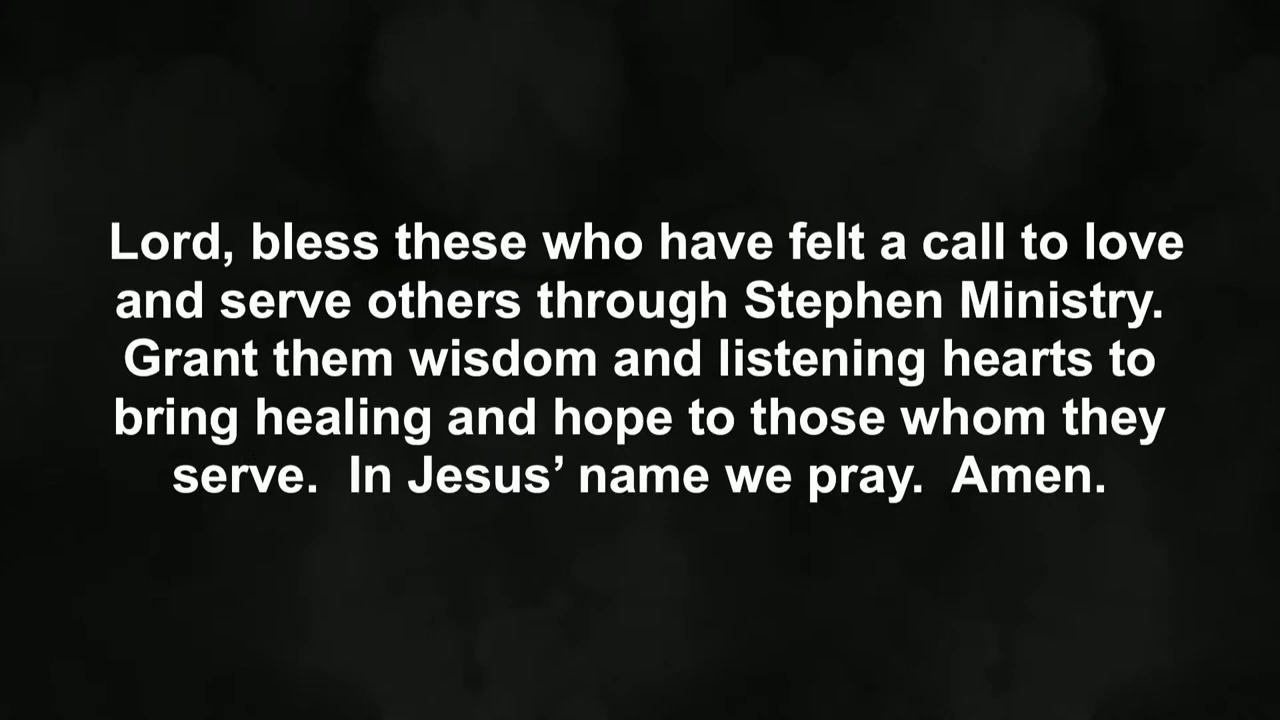 Lord, bless these who have felt a call to love
and serve others through Stephen Ministry.
Grant them wisdom and listening hearts to
bring healing and hope to those whom they
serve.  In Jesus’ name we pray.  Amen.